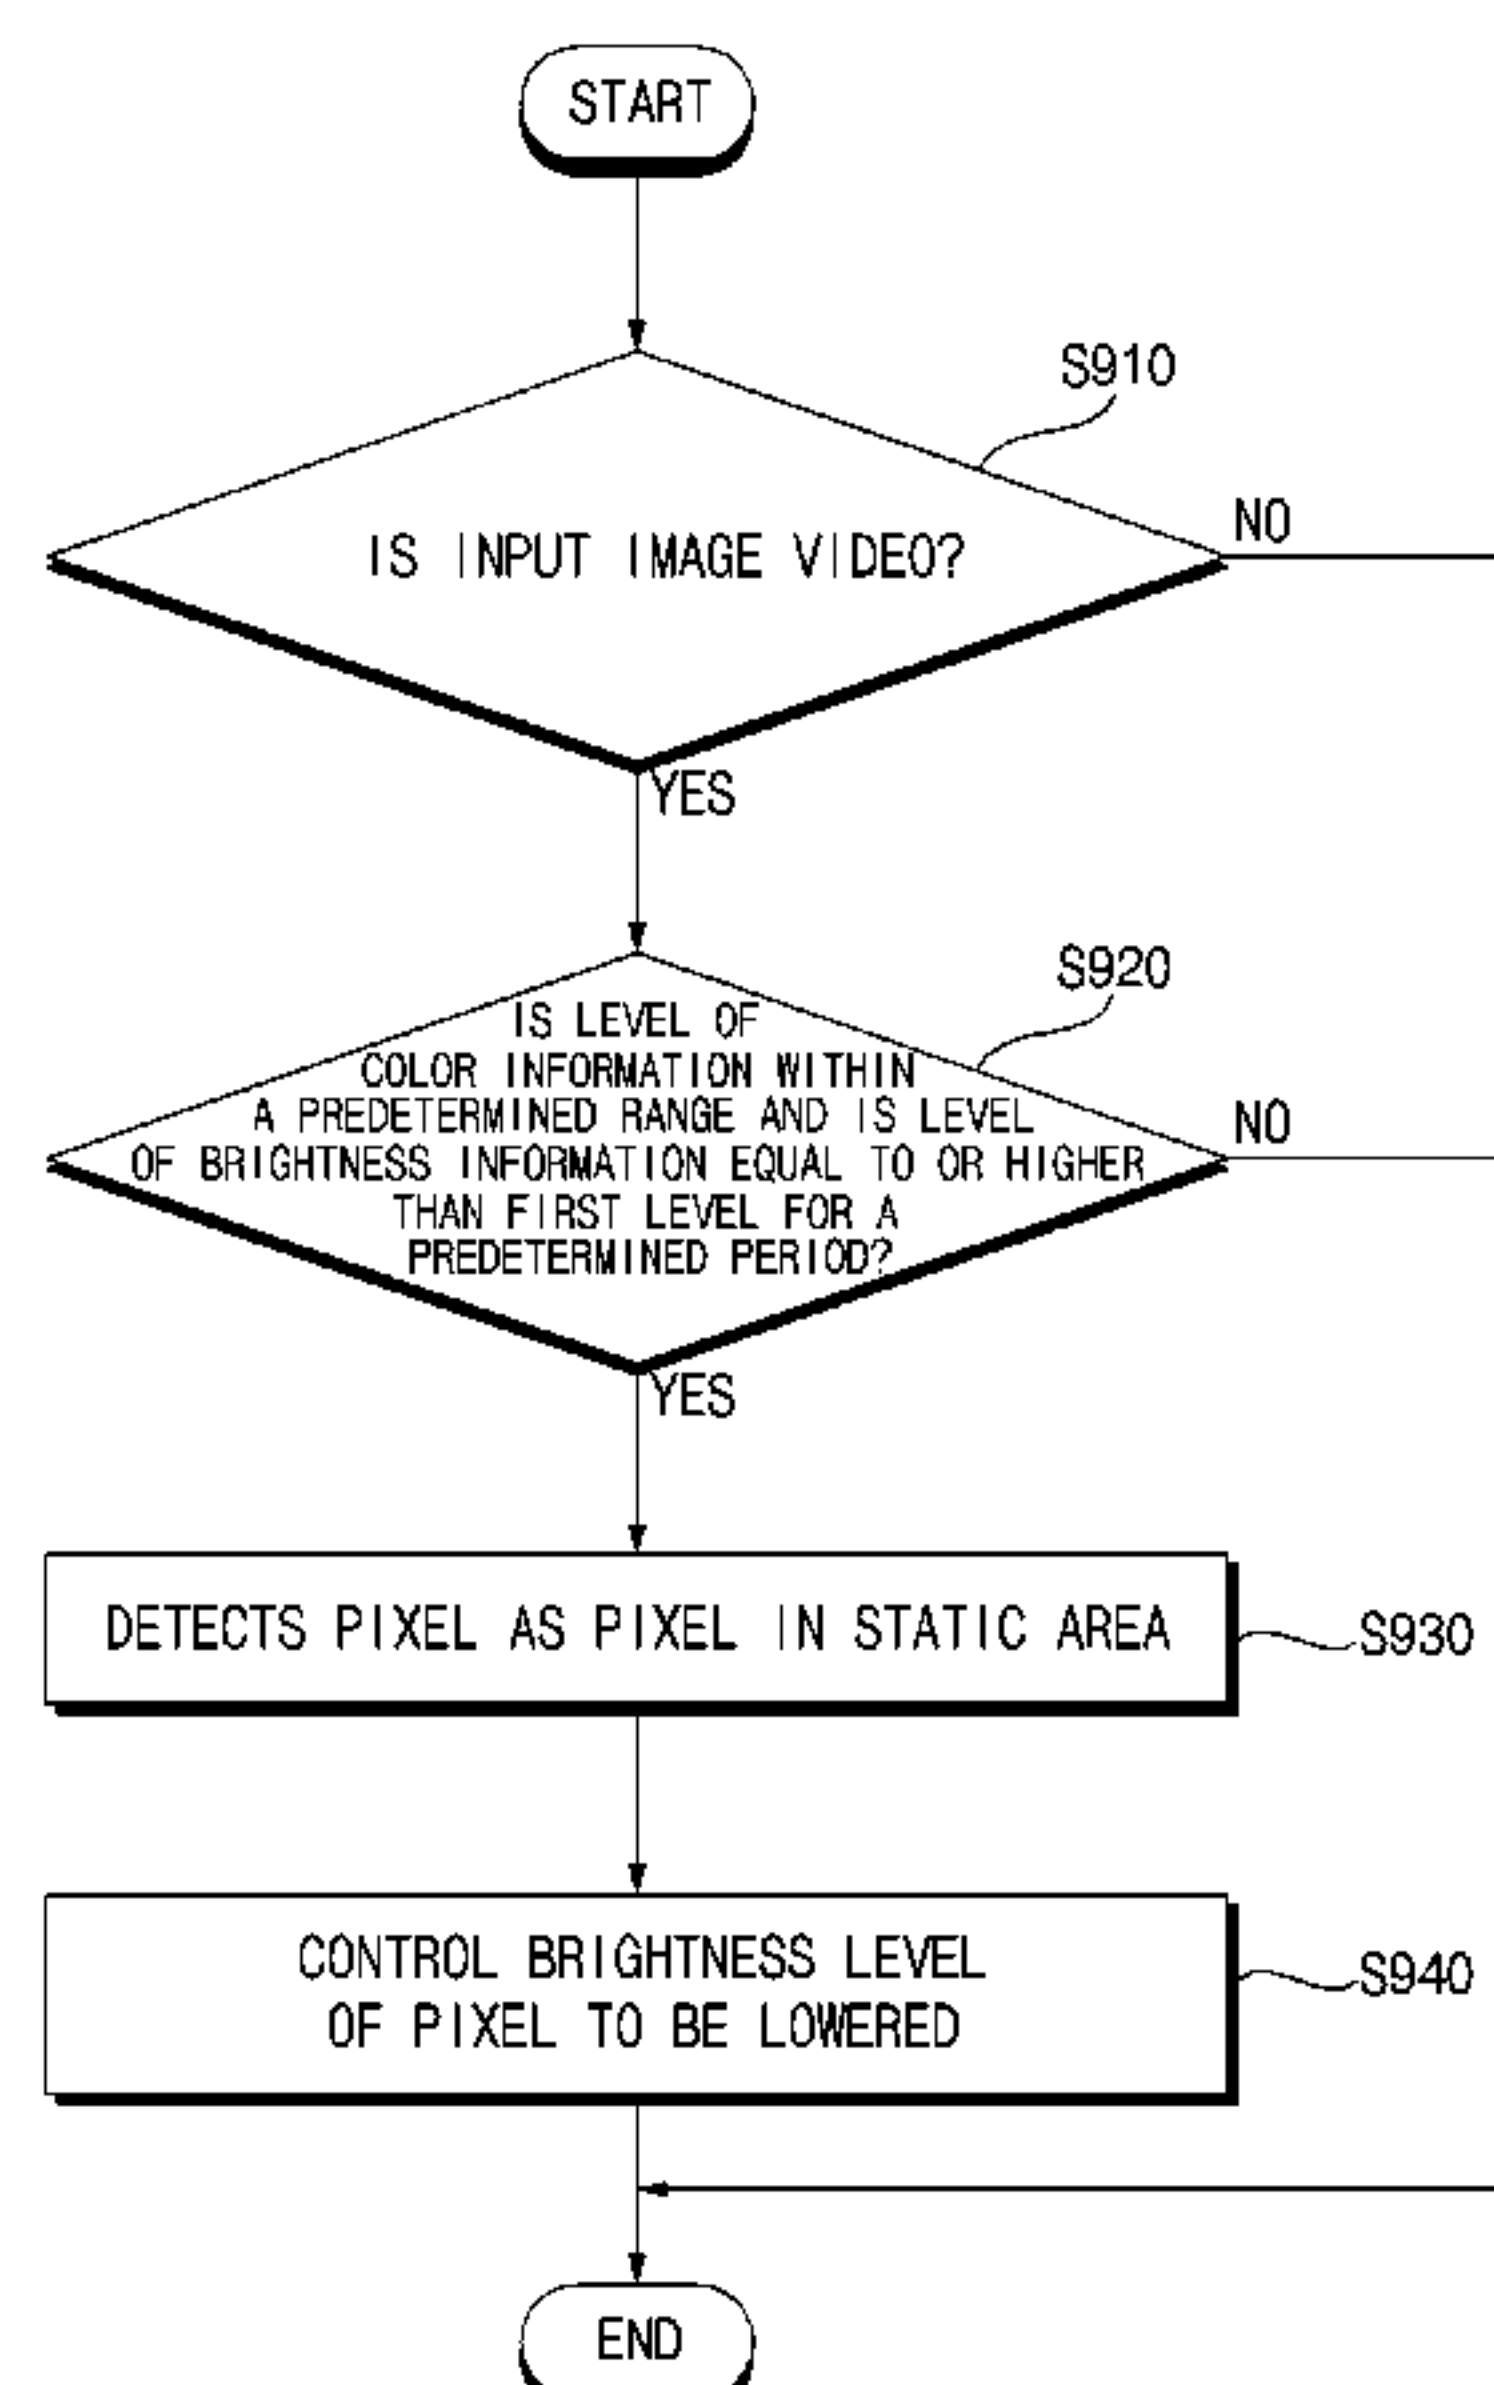 START
S910
IS INPUT IMAGE VIDEO?
NO
YES
S920
IS LEVEL OF
COLOR INFORMATION WITHIN
A PREDETERMINED RANGE AND IS LEVEL
OF BRIGHTNESS INFORMATION EQUAL TO OR HIGHER
THAN FIRST LEVEL FOR A
PREDETERMINED PERIOD?
NO
YES
DETECTS PIXEL AS PIXEL IN STATIC AREA
S930
CONTROL BRIGHTNESS LEVEL
OF PIXEL TO BE LOWERED
S940
END